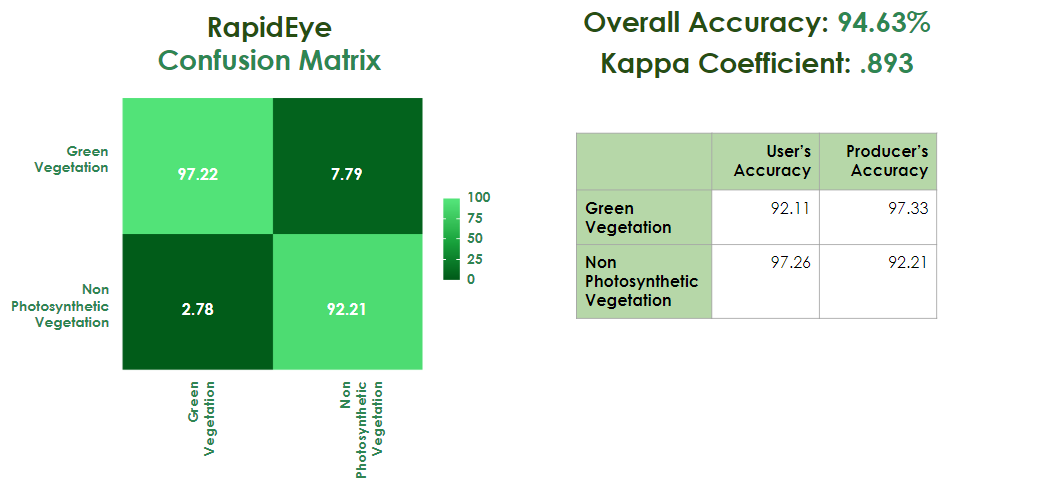 RapidEye
Confusion Matrix
Overall Accuracy: 94.63%
Kappa Coefficient: .893
Green
Vegetation
97.22
7.79
Non
Photosynthetic
Vegetation
2.78
92.21
100
75
50
25
0
Green
Vegetation
Non
Photosynthetic
Vegetation
User's
Accuracy
Producer's
Accuracy
Green
Vegetation
92.11
97.33
Non
Photosynthetic
Vegetation
97.26
92.21